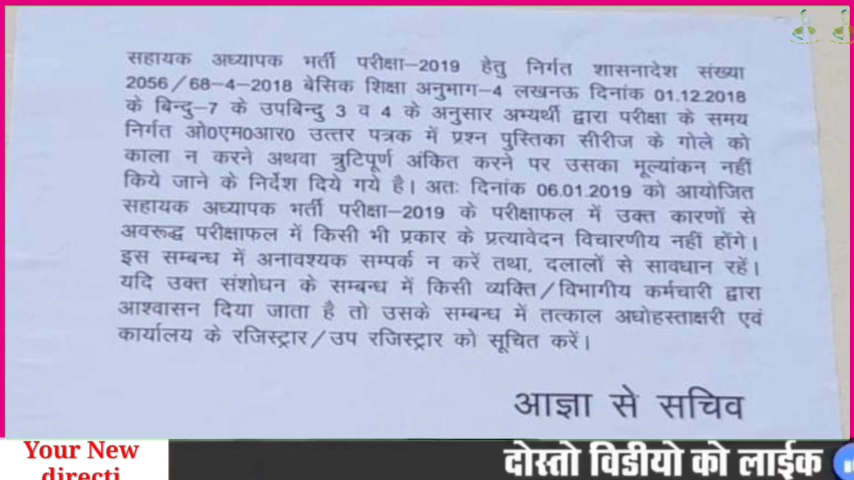 सहायक अध्यापक भर्ती परीक्षा–2019 हेतु निर्गत शासनादेश संख्या
2056/68–4–2018 बेसिक शिक्षा अनुभाग–4 लखनऊ दिनांक 01.12.2018
के बिन्दु–7 के उपबिन्दु 3 व 4 के अनुसार अभ्यर्थी द्वारा परीक्षा के समय
निर्गत ओ0एम0आर0 उत्तर पत्रक में प्रश्न पुस्तिका सीरीज के गोले को
काला न करने अथवा त्रुटिपूर्ण अंकित करने पर उसका मूल्यांकन नहीं
किये जाने के निर्देश दिये गये है। अतः दिनांक 06.01.2019 को आयोजित
सहायक अध्यापक भर्ती परीक्षा–2019 के परीक्षाफल में उक्त कारणों से
अवरूद्ध परीक्षाफल में किसी भी प्रकार के प्रत्यावेदन विचारणीय नहीं होंगे।
इस सम्बन्ध में अनावश्यक सम्पर्क न करें तथा, दलालों से सावधान रहें।
यदि उक्त संशोधन के सम्बन्ध में किसी व्यक्ति/विभागीय कर्मचारी द्वारा
आश्वासन दिया जाता है तो उसके सम्बन्ध में तत्काल अधोहस्ताक्षरी एवं
कार्यालय के रजिस्ट्रार/उप रजिस्ट्रार को सूचित करें।
आज्ञा से सचिव
Your New
directi
दोस्तो विडीयो को लाईक